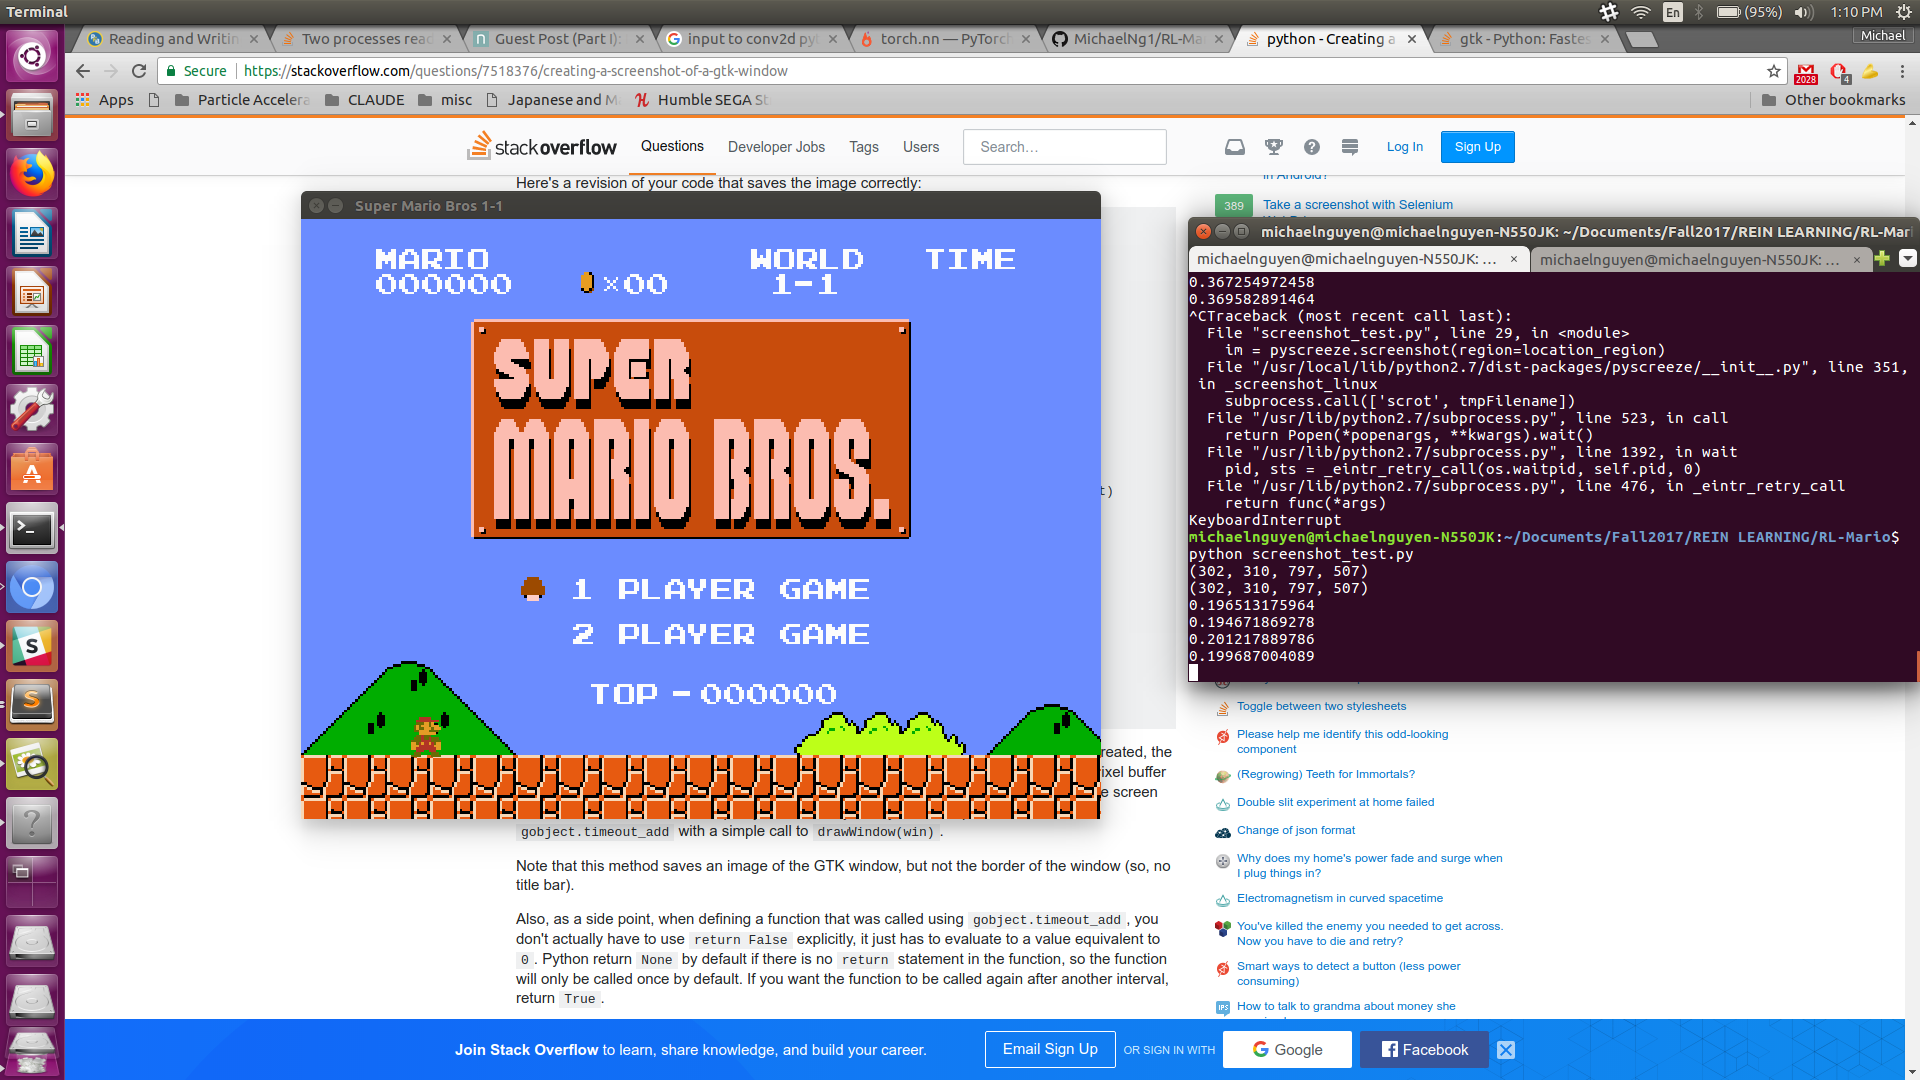 Terminal
En
(95%)
1:10 PM
Reading and Writin
Two processes read
Guest Post (Part I):
input to conv2d py
torch.nn — PyTorch
MichaelNg1/RL-Ma
python - Creating a
gtk - Python: Fastes
Michael
Secure
https://stackoverflow.com/questions/7518376/creating-a-screenshot-of-a-gtk-window
2028
4
Apps
Particle Accelera
CLAUDE
misc
Japanese and M
Humble SEGA S
Other bookmarks
stackoverflow
Questions
Developer Jobs
Tags
Users
Search...
Log In
Sign Up
Here's a revision of your code that saves the image correctly:
in Android?
389
Take a screenshot with Selenium
Super Mario Bros 1-1
MARIO
WORLD
TIME
000000
×00
1-1
SUPER
MARIO BROS.
1 PLAYER GAME
2 PLAYER GAME
TOP - 000000
t)
michaelnguyen@michaelnguyen-N550JK: ~/Documents/Fall2017/REIN LEARNING/RL-Mari
michaelnguyen@michaelnguyen-N550JK: ...
michaelnguyen@michaelnguyen-N550JK: ...
0.367254972458
0.369582891464
^CTraceback (most recent call last):
File "screenshot_test.py", line 29, in <module>
im = pyscreeze.screenshot(region=location_region)
File "/usr/local/lib/python2.7/dist-packages/pyscreeze/__init__.py", line 351,
in _screenshot_linux
subprocess.call(['scrot', tmpFilename])
File "/usr/lib/python2.7/subprocess.py", line 523, in call
return Popen(*popenargs, **kwargs).wait()
File "/usr/lib/python2.7/subprocess.py", line 1392, in wait
pid, sts = _eintr_retry_call(os.waitpid, self.pid, 0)
File "/usr/lib/python2.7/subprocess.py", line 476, in _eintr_retry_call
return func(*args)
KeyboardInterrupt
michaelnguyen@michaelnguyen-N550JK:~/Documents/Fall2017/REIN LEARNING/RL-Mario$
python screenshot_test.py
(302, 310, 797, 507)
(302, 310, 797, 507)
0.196513175964
0.194671869278
0.201217889786
0.199687004089
reated, the
ixel buffer
e screen
gobject.timeout_add with a simple call to drawWindow(win).
Note that this method saves an image of the GTK window, but not the border of the window (so, no
title bar).
Also, as a side point, when defining a function that was called using gobject.timeout_add, you
don't actually have to use return False explicitly, it just has to evaluate to a value equivalent to
0. Python return None by default if there is no return statement in the function, so the function
will only be called once by default. If you want the function to be called again after another interval,
return True.
Toggle between two stylesheets
Please help me identify this odd-looking
component
(Regrowing) Teeth for Immortals?
Double slit experiment at home failed
Change of json format
Why does my home's power fade and surge when
I plug things in?
Electromagnetism in curved spacetime
You've killed the enemy you needed to get across.
Now you have to die and retry?
Smart ways to detect a button (less power
consuming)
How to talk to grandma about money she
Join Stack Overflow to learn, share knowledge, and build your career.
Email Sign Up
OR SIGN IN WITH
Google
Facebook